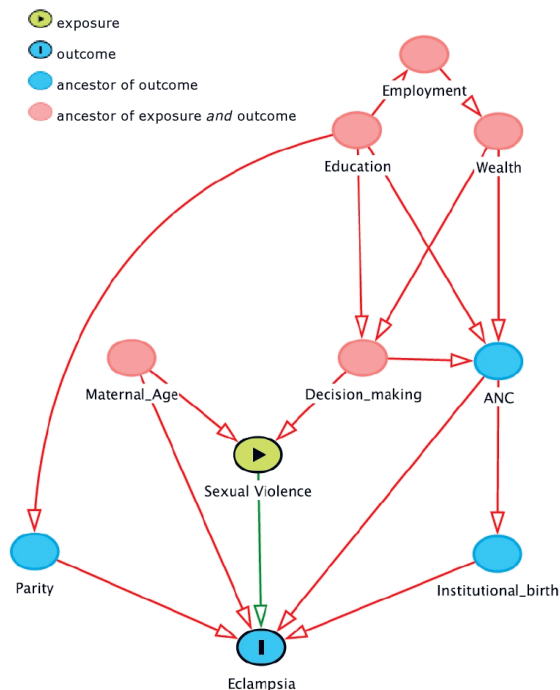 exposure
outcome
ancestor of outcome
ancestor of exposure and outcome
Employment
Education
Wealth
Maternal_Age
Decision_making
ANC
Sexual Violence
Parity
Institutional_birth
Eclampsia